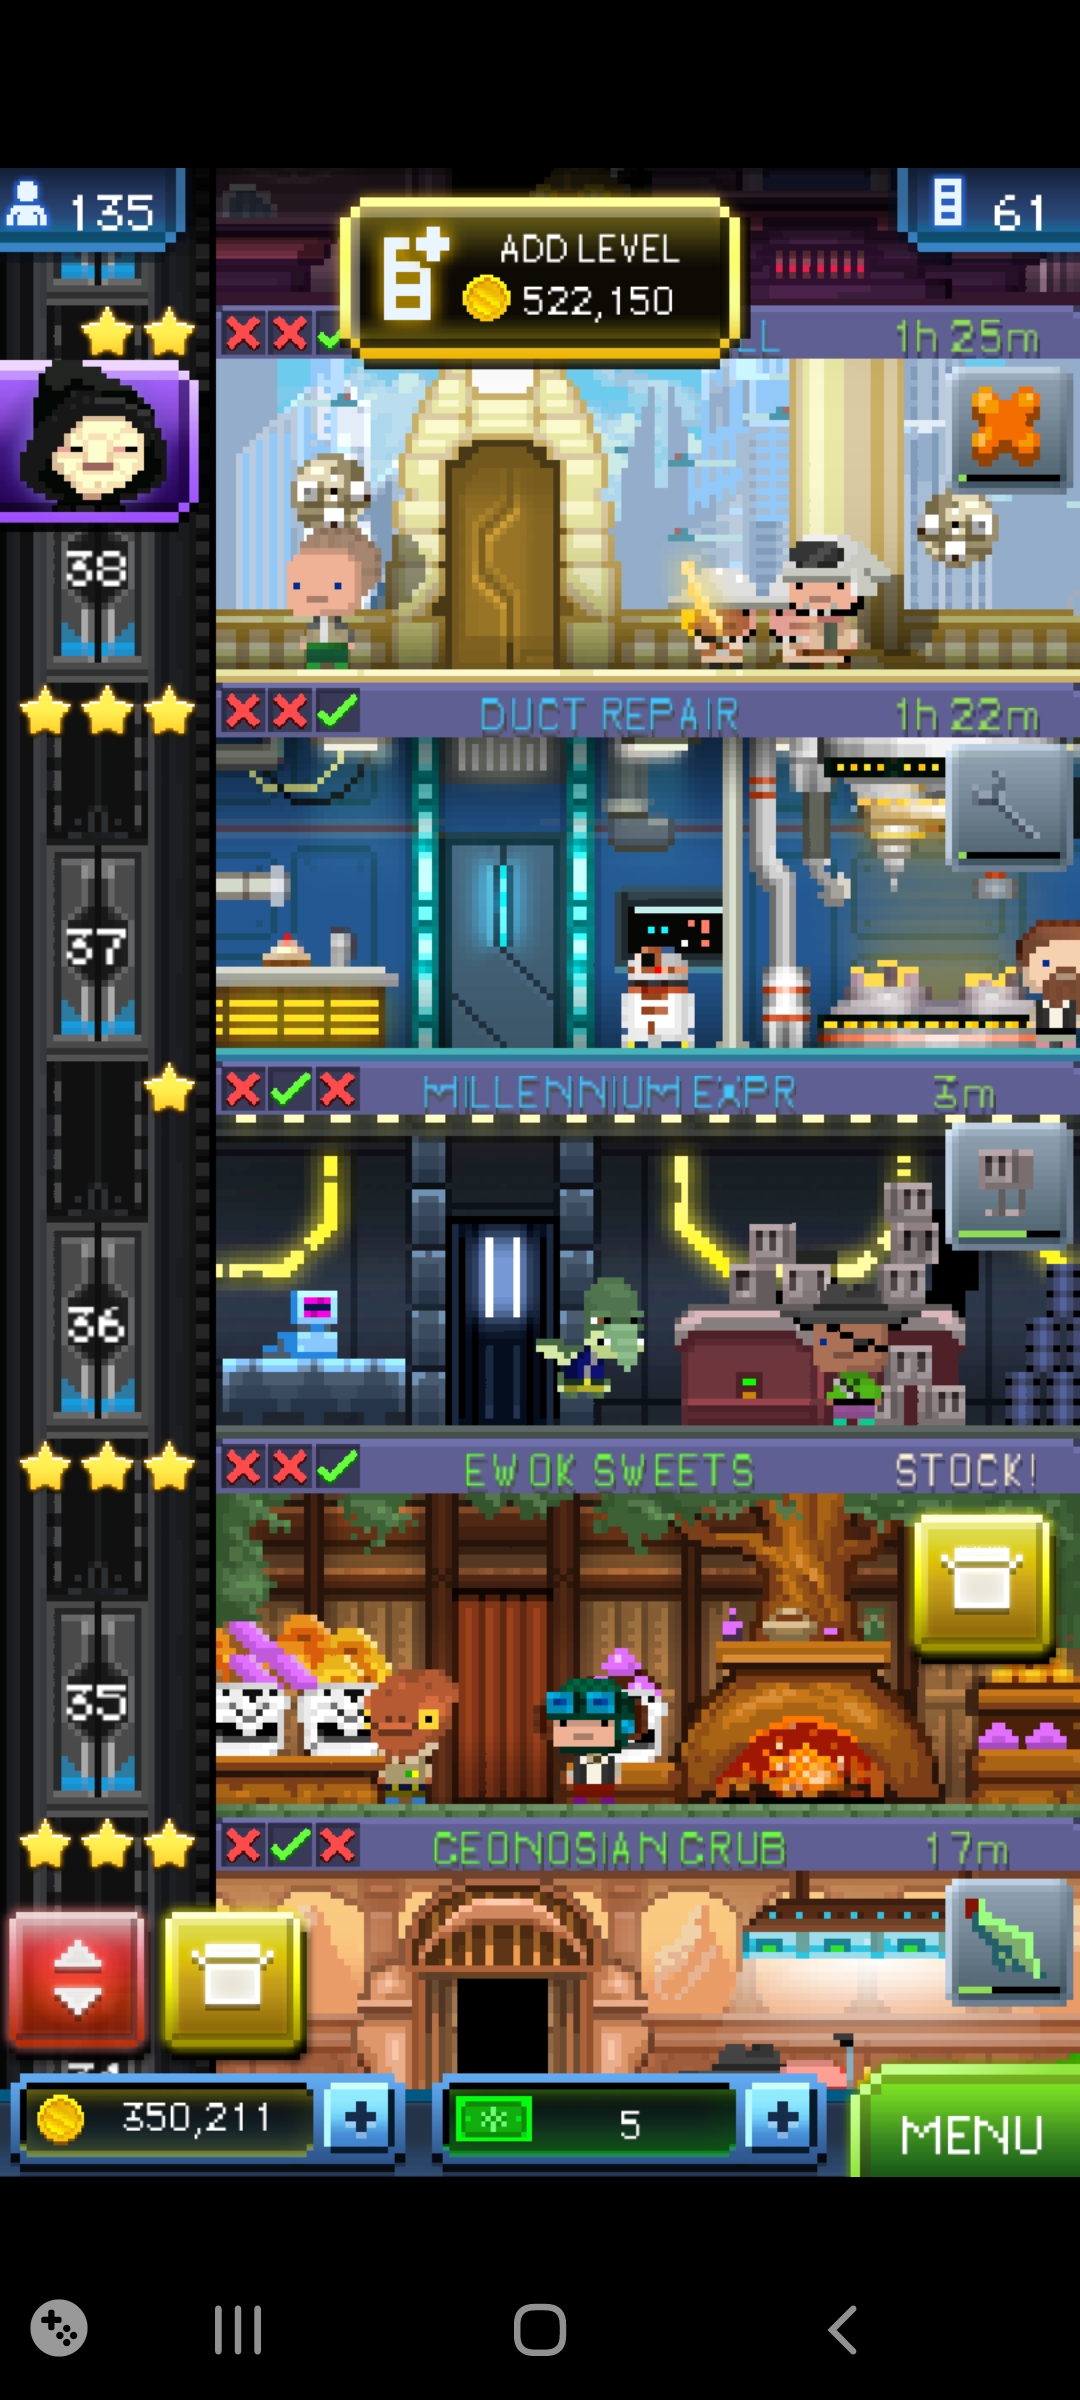 135
61
ADD LEVEL
522,150
LL
1h 25m
38
DUCT REPAIR
1h 22m
37
MILLENNIUM EXPR
3m
36
EWOK SWEETS
STOCK!
35
GEONOSIAN GRUB
17m
350,211
5
MENU